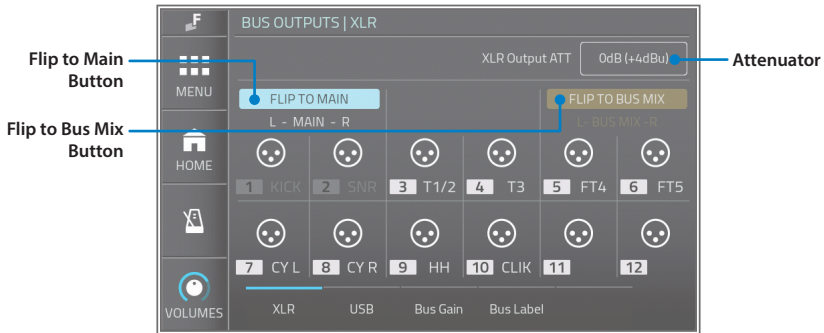 F
BUS OUTPUTS | XLR
Flip to Main
Button
XLR Output ATT
0dB (+4dBu)
Attenuator
MENU
FLIP TO MAIN
FLIP TO BUS MIX
L - MAIN - R
L- BUS MIX -R
Flip to Bus Mix
Button
HOME
1 KICK
2 SNR
3 T1/2
4 T3
5 FT4
6 FT5
7 CY L
8 CY R
9 HH
10 CLIK
11
12
VOLUMES
XLR
USB
Bus Gain
Bus Label